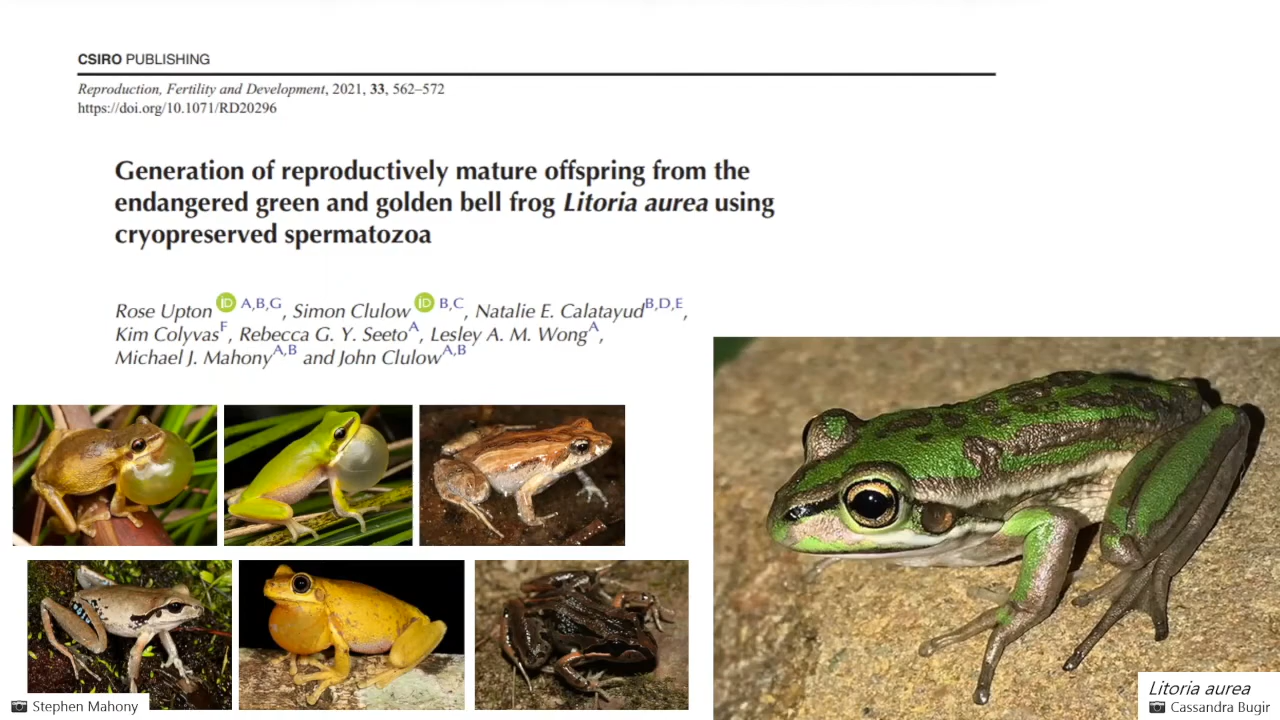 CSIRO PUBLISHING
Reproduction, Fertility and Development, 2021, 33, 562–572
https://doi.org/10.1071/RD20296
Generation of reproductively mature offspring from the
endangered green and golden bell frog Litoria aurea using
cryopreserved spermatozoa
Rose Upton iD A,B,G, Simon Clulow iD B,C, Natalie E. Calatayud B,D,E,
Kim Colyvas F, Rebecca G. Y. Seeto A, Lesley A. M. Wong A,
Michael J. Mahony A,B and John Clulow A,B
Stephen Mahony
Litoria aurea
Cassandra Bugir